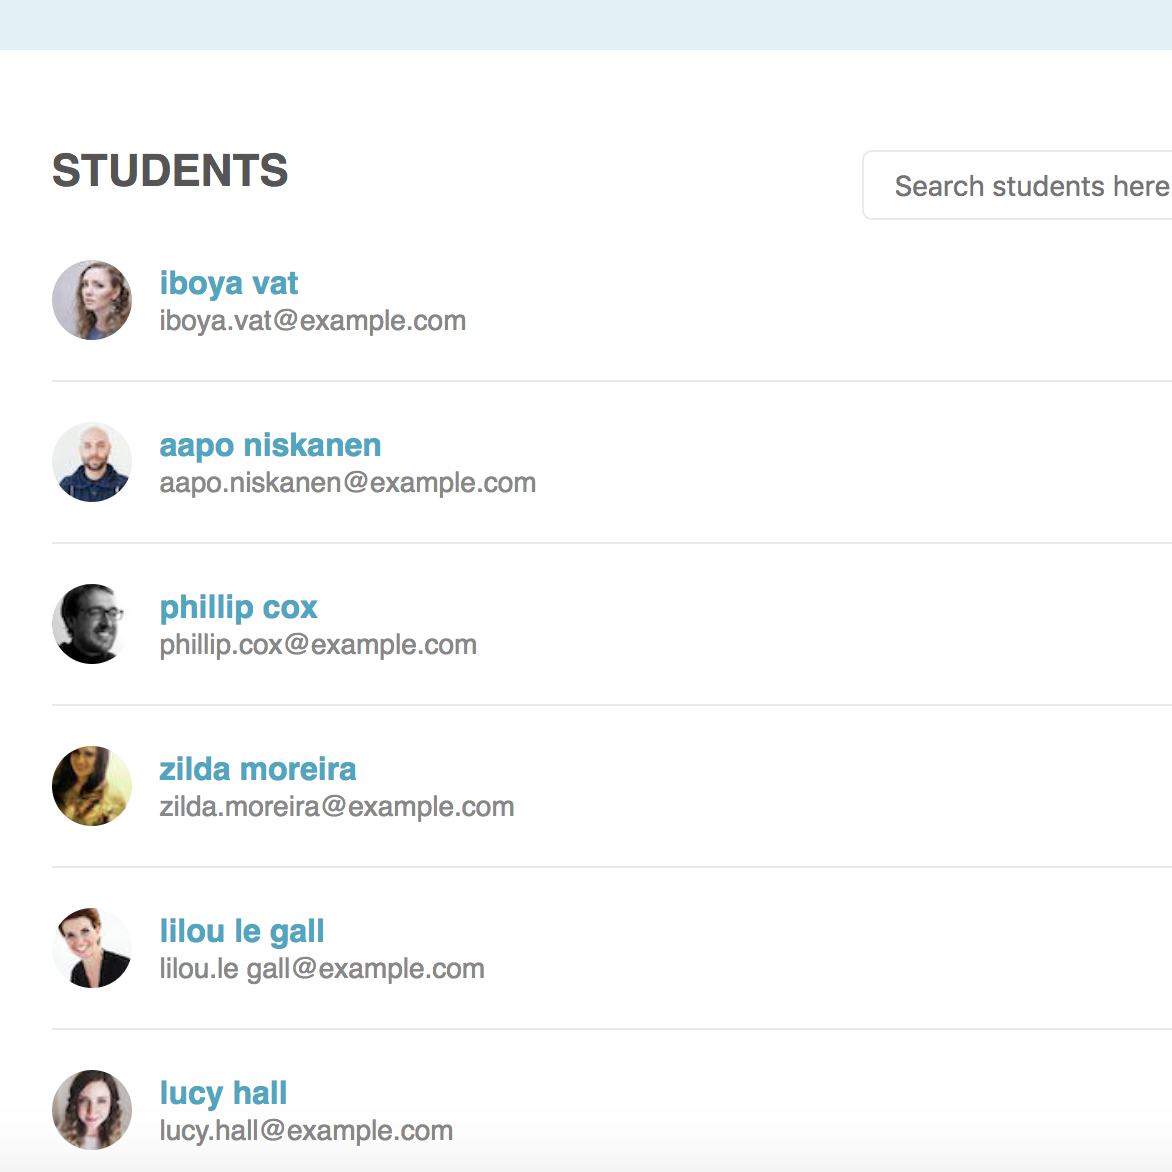 STUDENTS
Search students here
iboya vat
iboya.vat@example.com
aapo niskanen
aapo.niskanen@example.com
phillip cox
phillip.cox@example.com
zilda moreira
zilda.moreira@example.com
lilou le gall
lilou.le gall@example.com
lucy hall
lucy.hall@example.com